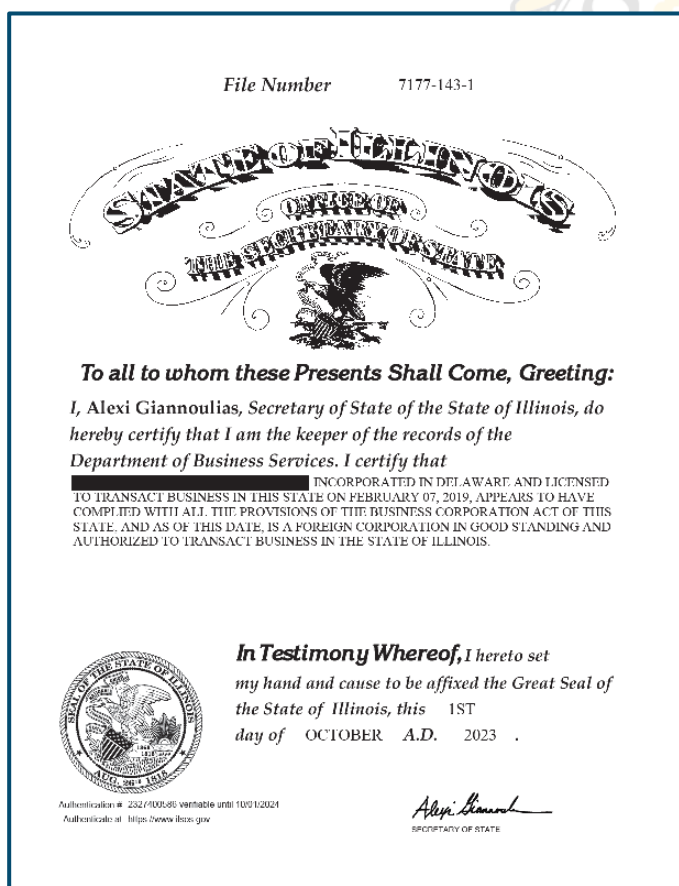 File Number 7177-143-1
STATE OF ILLINOIS
OFFICE OF
THE SECRETARY OF STATE
To all to whom these Presents Shall Come, Greeting:
I, Alexi Giannoulias, Secretary of State of the State of Illinois, do
hereby certify that I am the keeper of the records of the
Department of Business Services. I certify that
INCORPORATED IN DELAWARE AND LICENSED
TO TRANSACT BUSINESS IN THIS STATE ON FEBRUARY 07, 2019, APPEARS TO HAVE
COMPLIED WITH ALL THE PROVISIONS OF THE BUSINESS CORPORATION ACT OF THIS
STATE, AND AS OF THIS DATE, IS A FOREIGN CORPORATION IN GOOD STANDING AND
AUTHORIZED TO TRANSACT BUSINESS IN THE STATE OF ILLINOIS.
In Testimony Whereof, I hereto set
my hand and cause to be affixed the Great Seal of
the State of Illinois, this 1ST
day of OCTOBER A.D. 2023 .
SEAL OF THE STATE OF ILLINOIS
1868
1818
AUG. 26TH 1818
Authentication #: 2327400586 verifiable until 10/01/2024
Authenticate at: https://www.ilsos.gov
Alexi Giannoulias
SECRETARY OF STATE